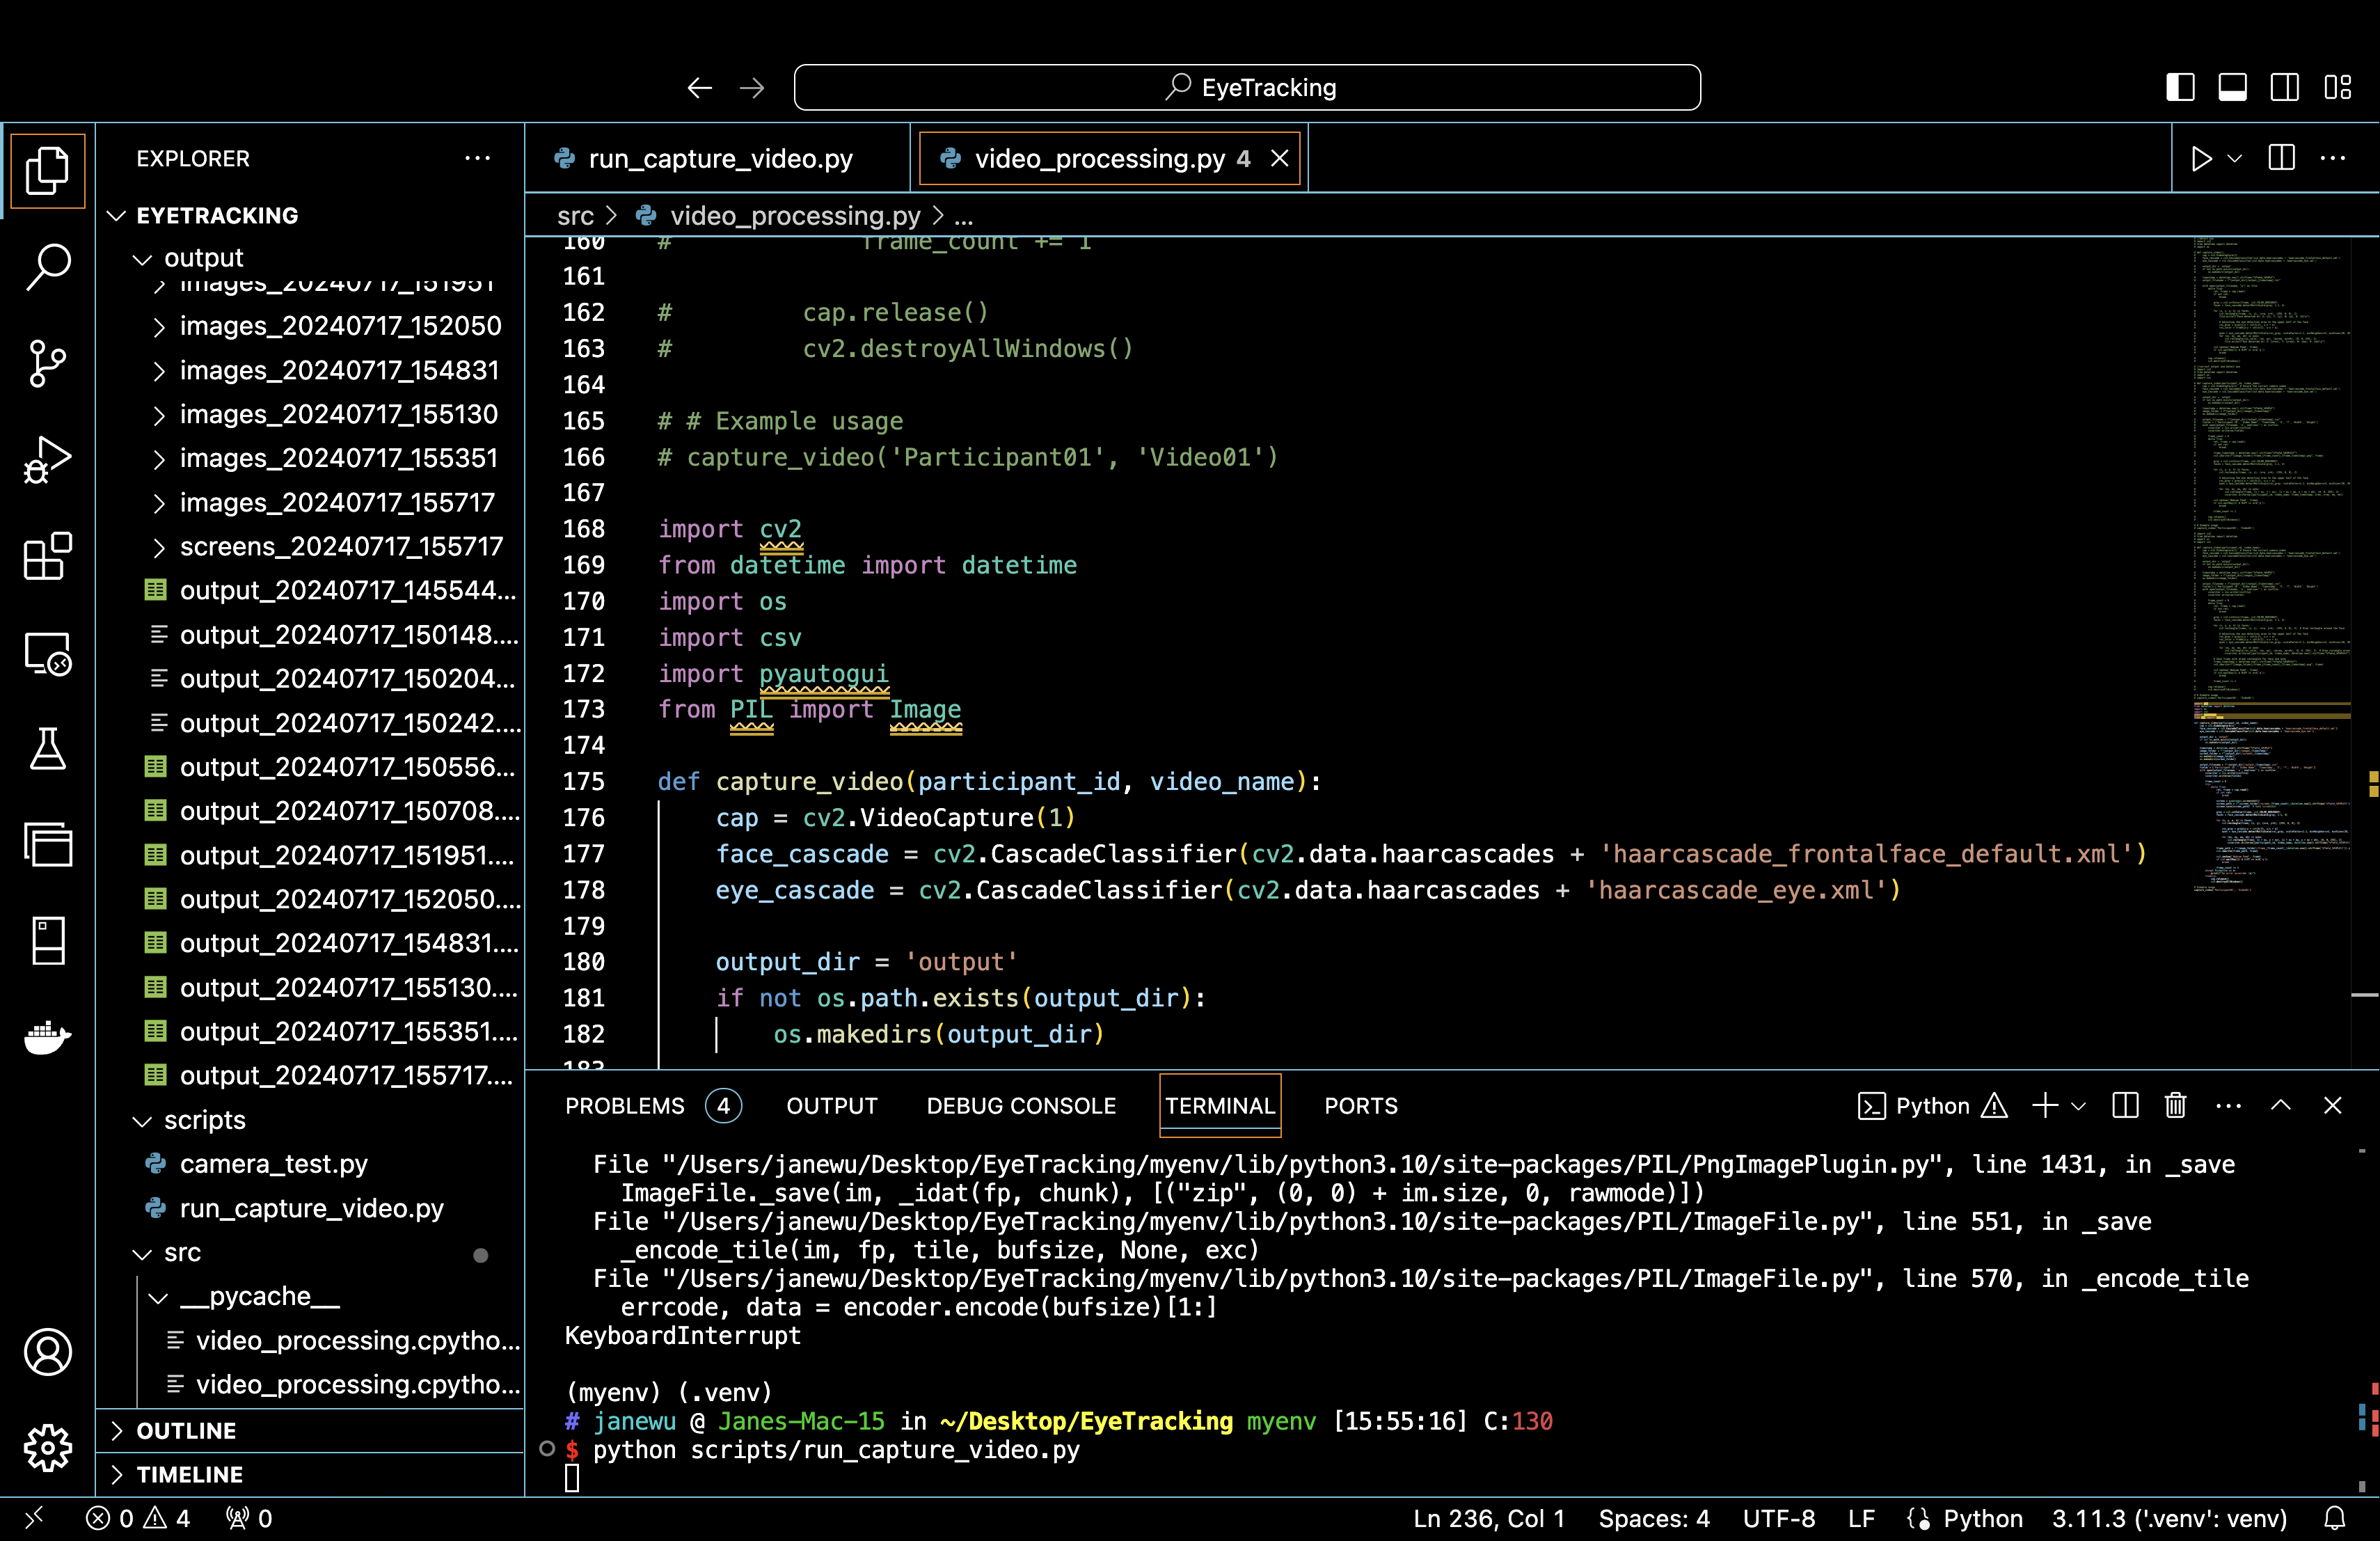 EyeTracking
EXPLORER
EYETRACKING
output
images_20240717_151951
images_20240717_152050
images_20240717_154831
images_20240717_155130
images_20240717_155351
images_20240717_155717
screens_20240717_155717
output_20240717_145544...
output_20240717_150148....
output_20240717_150204...
output_20240717_150242....
output_20240717_150556...
output_20240717_150708....
output_20240717_151951....
output_20240717_152050....
output_20240717_154831....
output_20240717_155130....
output_20240717_155351....
output_20240717_155717....
scripts
camera_test.py
run_capture_video.py
src
__pycache__
video_processing.cpytho...
video_processing.cpytho...
OUTLINE
TIMELINE
run_capture_video.py
video_processing.py 4
src > video_processing.py > ...
160 # frame_count += 1
161
162 # cap.release()
163 # cv2.destroyAllWindows()
164
165 # # Example usage
166 # capture_video('Participant01', 'Video01')
167
168 import cv2
169 from datetime import datetime
170 import os
171 import csv
172 import pyautogui
173 from PIL import Image
174
175 def capture_video(participant_id, video_name):
176 cap = cv2.VideoCapture(1)
177 face_cascade = cv2.CascadeClassifier(cv2.data.haarcascades + 'haarcascade_frontalface_default.xml')
178 eye_cascade = cv2.CascadeClassifier(cv2.data.haarcascades + 'haarcascade_eye.xml')
179
180 output_dir = 'output'
181 if not os.path.exists(output_dir):
182 os.makedirs(output_dir)
183
PROBLEMS 4 OUTPUT DEBUG CONSOLE TERMINAL PORTS
Python
File "/Users/janewu/Desktop/EyeTracking/myenv/lib/python3.10/site-packages/PIL/PngImagePlugin.py", line 1431, in _save
ImageFile._save(im, _idat(fp, chunk), [("zip", (0, 0) + im.size, 0, rawmode)])
File "/Users/janewu/Desktop/EyeTracking/myenv/lib/python3.10/site-packages/PIL/ImageFile.py", line 551, in _save
_encode_tile(im, fp, tile, bufsize, None, exc)
File "/Users/janewu/Desktop/EyeTracking/myenv/lib/python3.10/site-packages/PIL/ImageFile.py", line 570, in _encode_tile
errcode, data = encoder.encode(bufsize)[1:]
KeyboardInterrupt
(myenv) (.venv)
# janewu @ Janes-Mac-15 in ~/Desktop/EyeTracking myenv [15:55:16] C:130
$ python scripts/run_capture_video.py
0 4 0
Ln 236, Col 1 Spaces: 4 UTF-8 LF Python 3.11.3 ('.venv': venv)